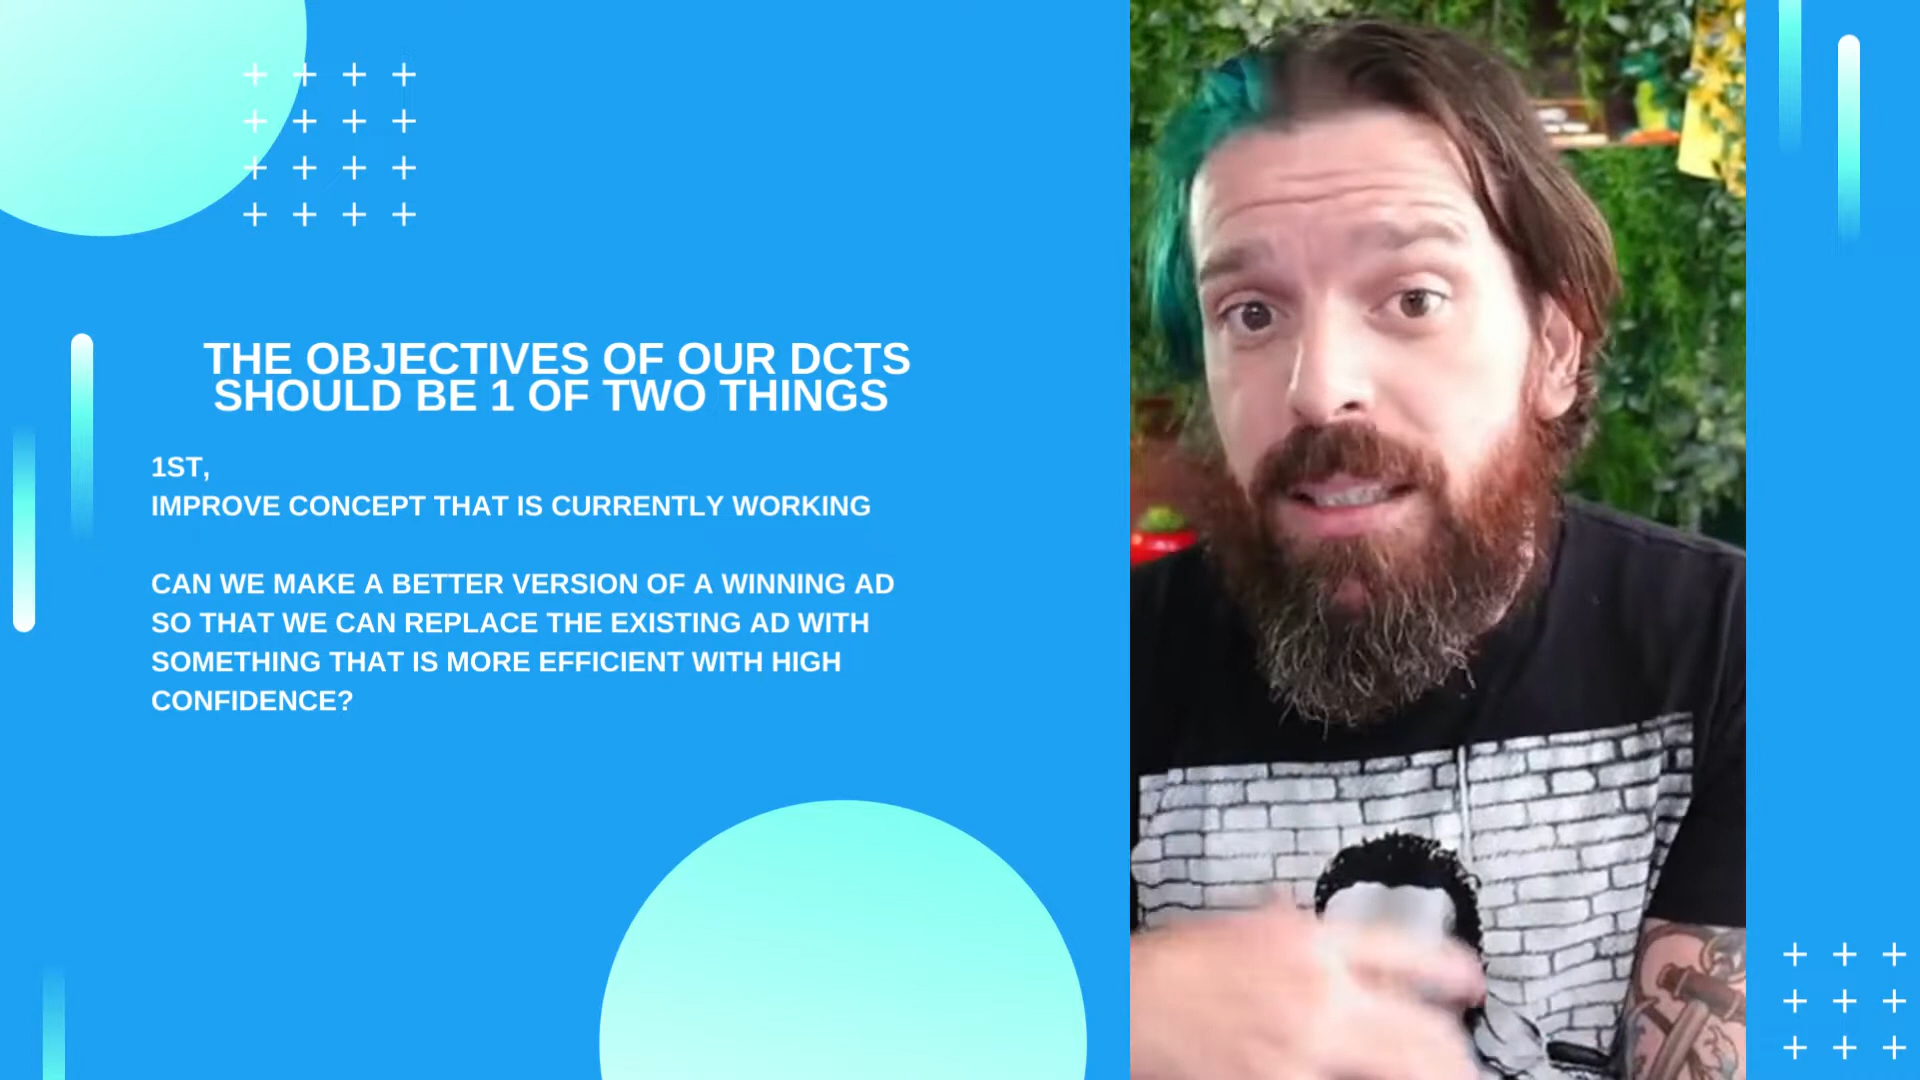 THE OBJECTIVES OF OUR DCTS
SHOULD BE 1 OF TWO THINGS
1ST,
IMPROVE CONCEPT THAT IS CURRENTLY WORKING
CAN WE MAKE A BETTER VERSION OF A WINNING AD
SO THAT WE CAN REPLACE THE EXISTING AD WITH
SOMETHING THAT IS MORE EFFICIENT WITH HIGH
CONFIDENCE?